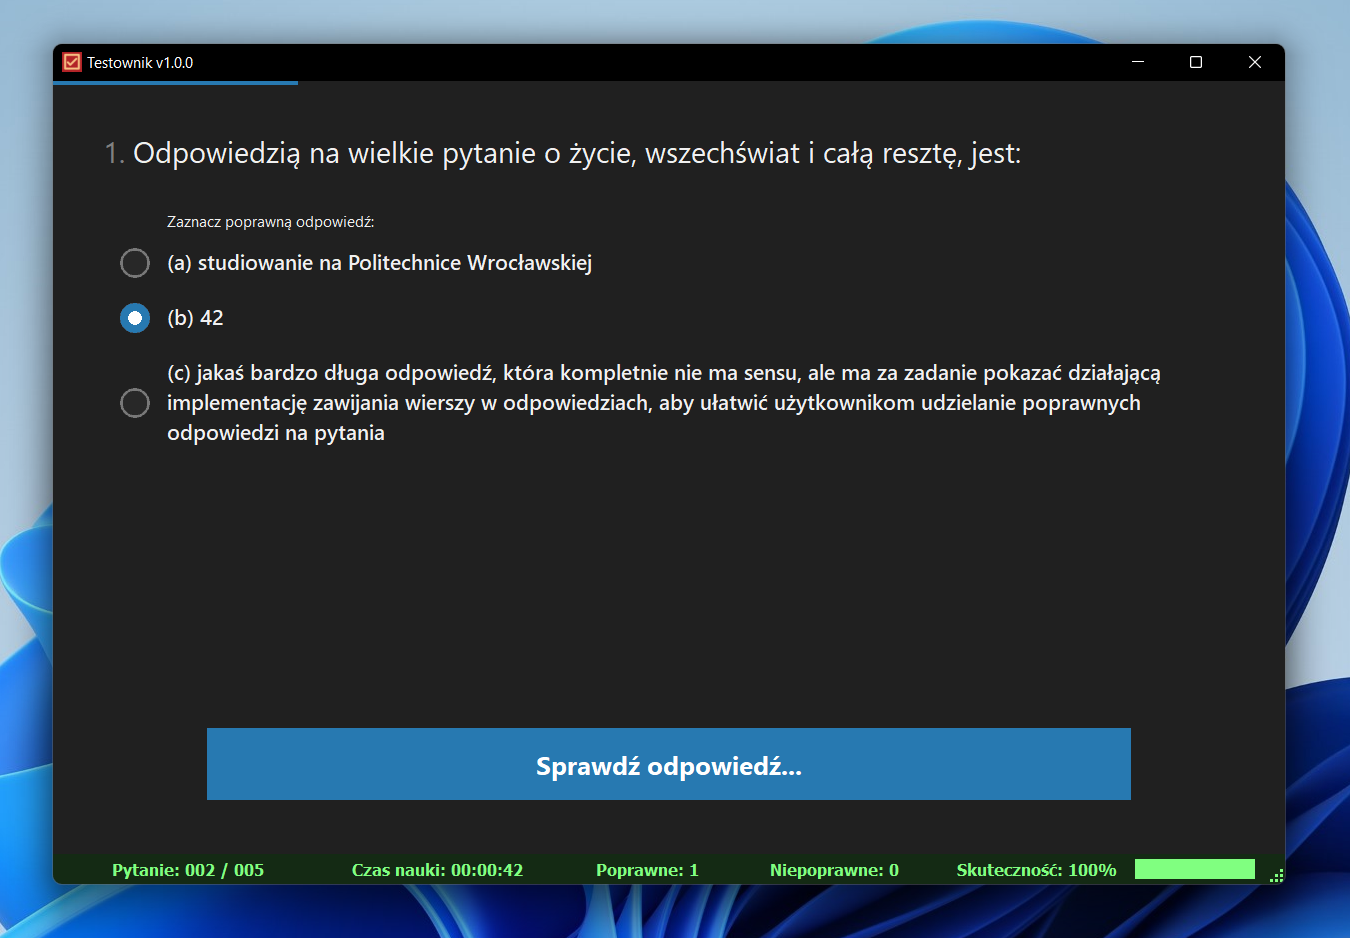 Testownik v1.0.0
1. Odpowiedzią na wielkie pytanie o życie, wszechświat i całą resztę, jest:
Zaznacz poprawną odpowiedź:
(a) studiowanie na Politechnice Wrocławskiej
(b) 42
(c) jakaś bardzo długa odpowiedź, która kompletnie nie ma sensu, ale ma za zadanie pokazać działającą
implementację zawijania wierszy w odpowiedziach, aby ułatwić użytkownikom udzielanie poprawnych
odpowiedzi na pytania
Sprawdź odpowiedź...
Pytanie: 002 / 005 Czas nauki: 00:00:42 Poprawne: 1 Niepoprawne: 0 Skuteczność: 100%